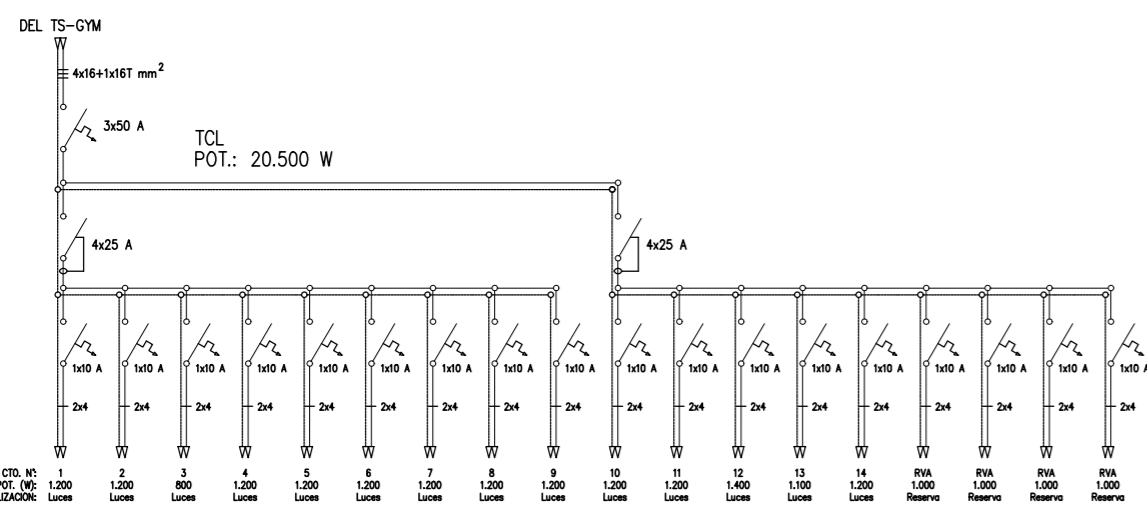 DEL TS-GYM
4x16+1x16T mm2
3x50 A
TCL
POT.: 20.500 W
4x25 A 4x25 A
1x10 A 1x10 A 1x10 A 1x10 A 1x10 A 1x10 A 1x10 A 1x10 A 1x10 A 1x10 A 1x10 A 1x10 A 1x10 A 1x10 A 1x10 A 1x10 A 1x10 A 1x10 A
2x4 2x4 2x4 2x4 2x4 2x4 2x4 2x4 2x4 2x4 2x4 2x4 2x4 2x4 2x4 2x4 2x4 2x4
CTO. Nº: 1 2 3 4 5 6 7 8 9 10 11 12 13 14 RVA RVA RVA RVA
POT. (W): 1.200 1.200 800 1.200 1.200 1.200 1.200 1.200 1.200 1.200 1.200 1.400 1.100 1.200 1.000 1.000 1.000 1.000
LIZACION: Luces Luces Luces Luces Luces Luces Luces Luces Luces Luces Luces Luces Luces Luces Reserva Reserva Reserva Reserva